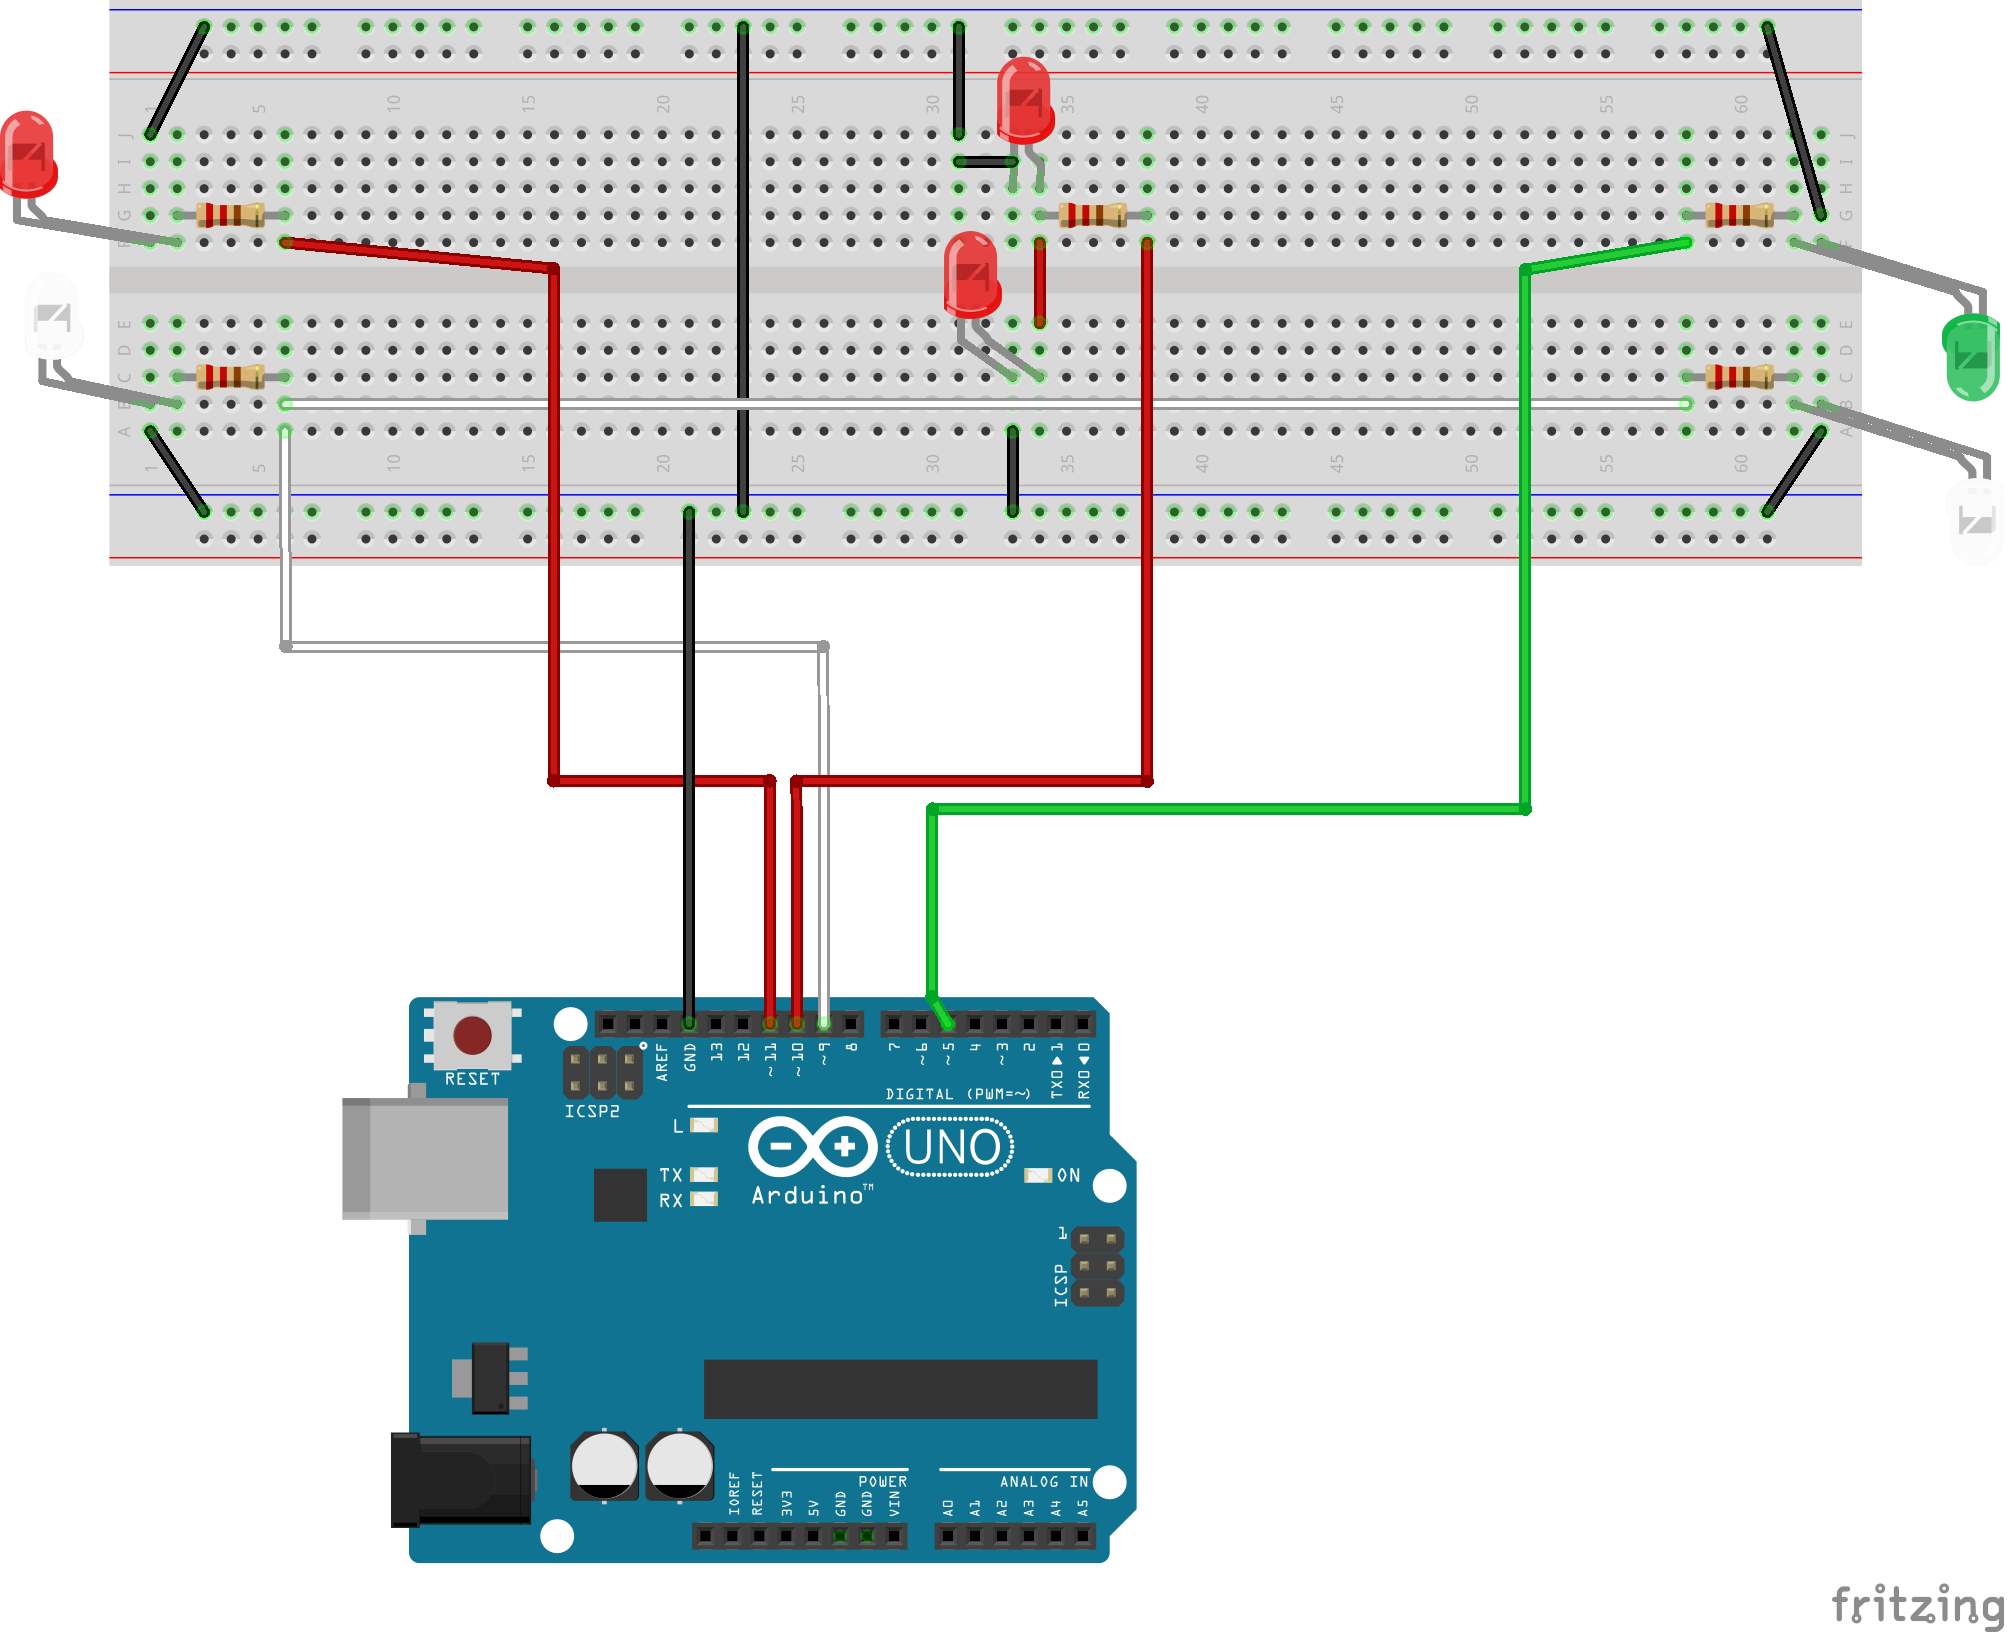 1 5 10 15 20 25 30 35 40 45 50 55 60
J J
I I
H H
G G
F F
E E
D D
C C
B B
A A
1 5 10 15 20 25 30 35 40 45 50 55 60
RESET
ICSP2
AREF GND 13 12 ~11 ~10 ~9 8 7 ~6 ~5 4 ~3 2 TX0 1 RX0 0
DIGITAL (PWM=~)
L
TX
RX
UNO
Arduino™
ON
1
ICSP
POWER
ANALOG IN
IOREF RESET 3V3 5V GND GND VIN A0 A1 A2 A3 A4 A5
fritzing